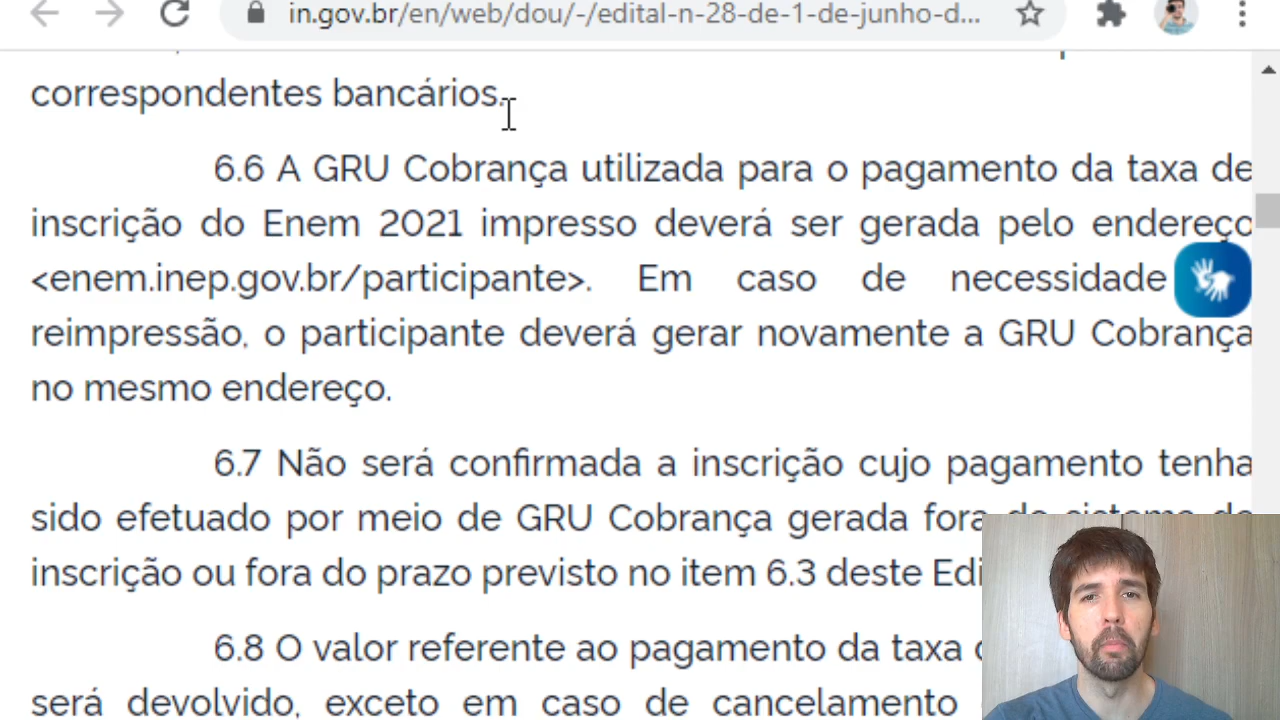 in.gov.br/en/web/dou/-/edital-n-28-de-1-de-junho-d...
correspondentes bancários.
6.6 A GRU Cobrança utilizada para o pagamento da taxa de
inscrição do Enem 2021 impresso deverá ser gerada pelo endereço
<enem.inep.gov.br/participante>. Em caso de necessidade
reimpressão, o participante deverá gerar novamente a GRU Cobrança
no mesmo endereço.
6.7 Não será confirmada a inscrição cujo pagamento tenha
sido efetuado por meio de GRU Cobrança gerada fora do sistema de
inscrição ou fora do prazo previsto no item 6.3 deste Edi
6.8 O valor referente ao pagamento da taxa
será devolvido, exceto em caso de cancelamento